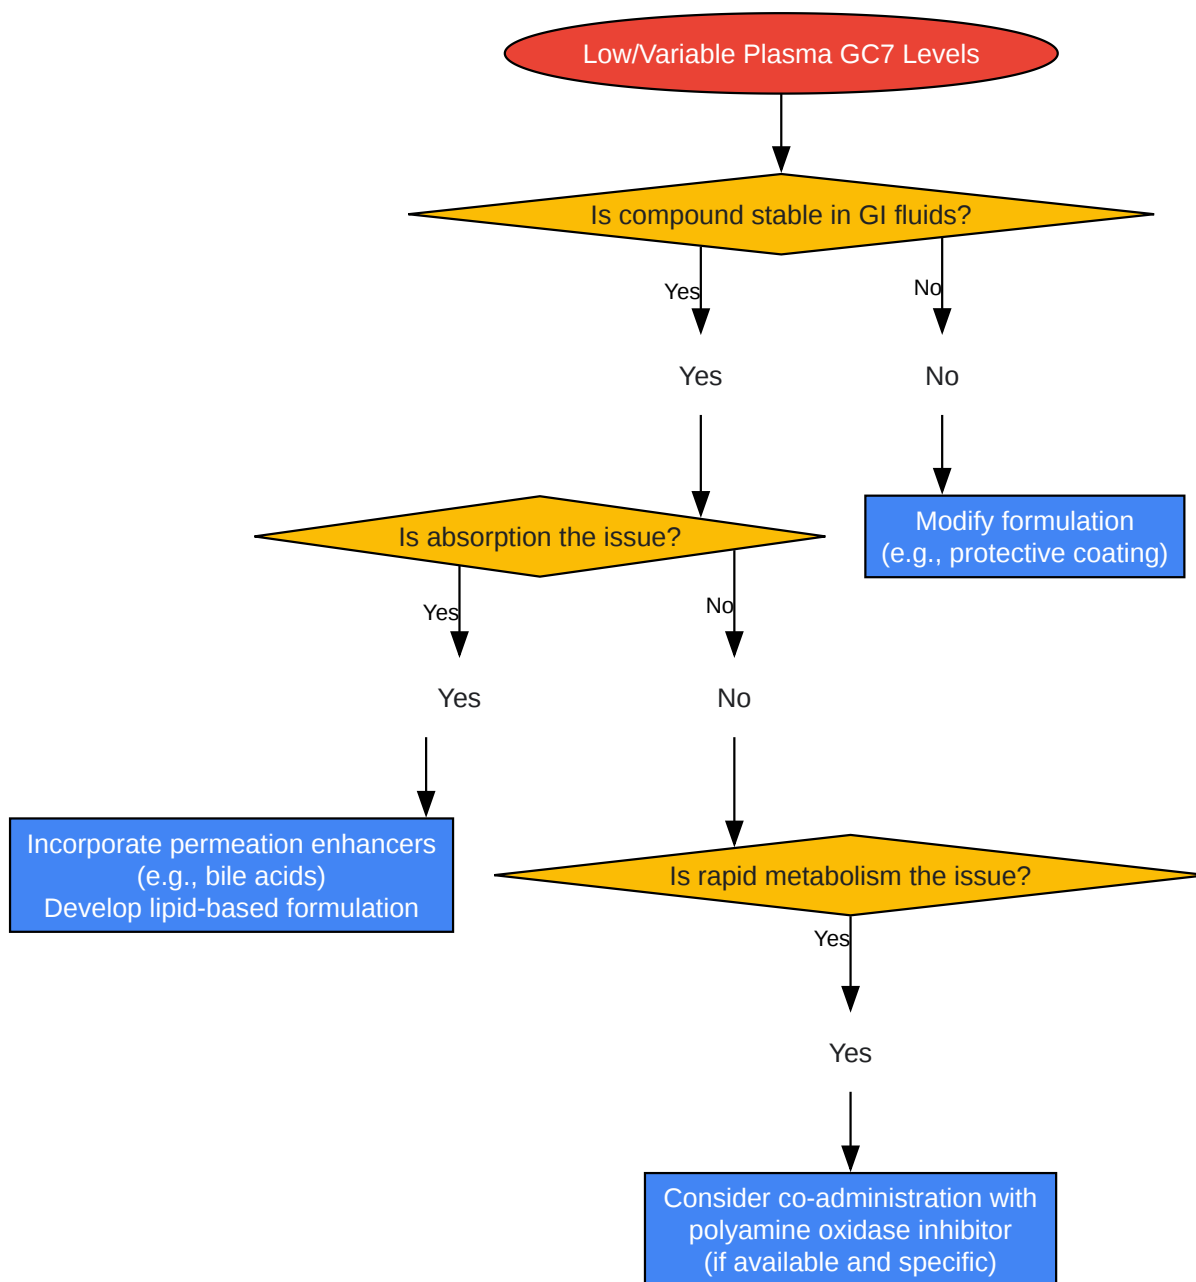 Low/Variable Plasma GC7 Levels
Is compound stable in GI fluids?
Yes
No
Yes
No
Is absorption the issue?
Modify formulation
(e.g., protective coating)
Yes
No
Yes
No
Incorporate permeation enhancers
(e.g., bile acids)
Develop lipid-based formulation
Is rapid metabolism the issue?
Yes
Yes
Consider co-administration with
polyamine oxidase inhibitor
(if available and specific)